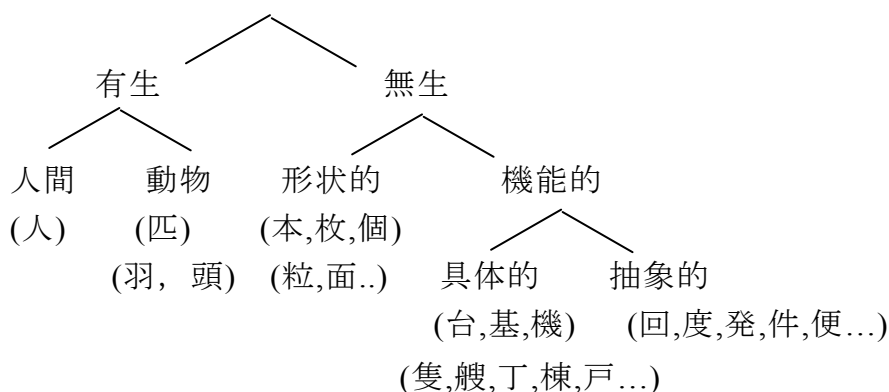 有生 無生
人間 動物 形状的 機能的
(人) (匹) (本,枚,個)
(羽，頭) (粒,面..) 具体的 抽象的
(台,基,機) (回,度,発,件,便…)
(隻,艘,丁,棟,戸…)